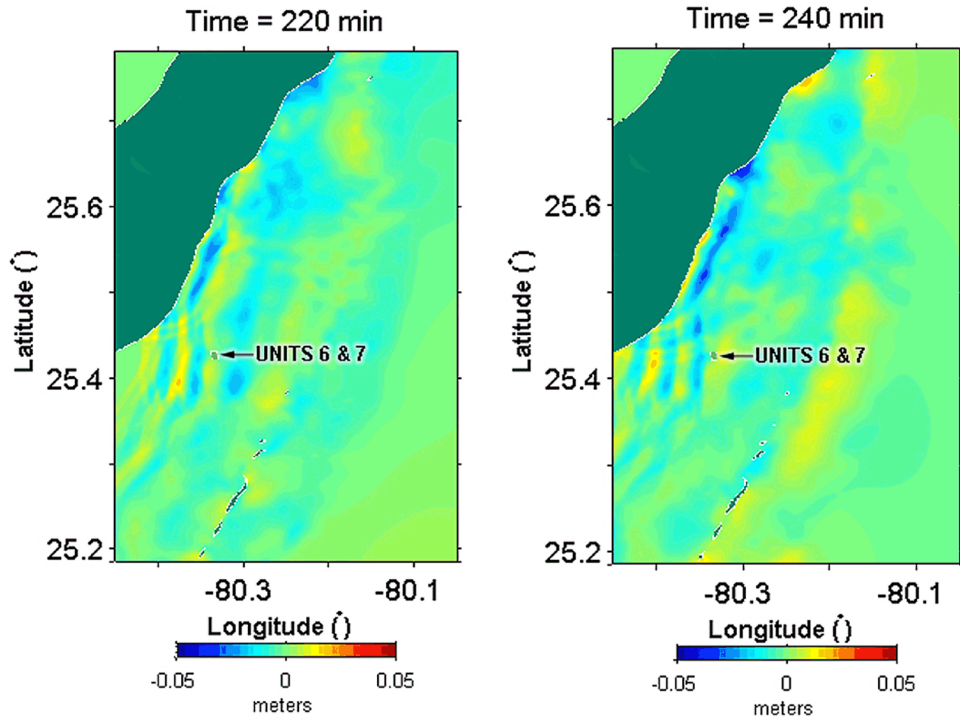 Time = 220 min
Time = 240 min
Latitude (°)
25.6
25.4
25.2
UNITS 6 & 7
-80.3
-80.1
Longitude (°)
-0.05
0
0.05
meters
Latitude (°)
25.6
25.4
25.2
UNITS 6 & 7
-80.3
-80.1
Longitude (°)
-0.05
0
0.05
meters